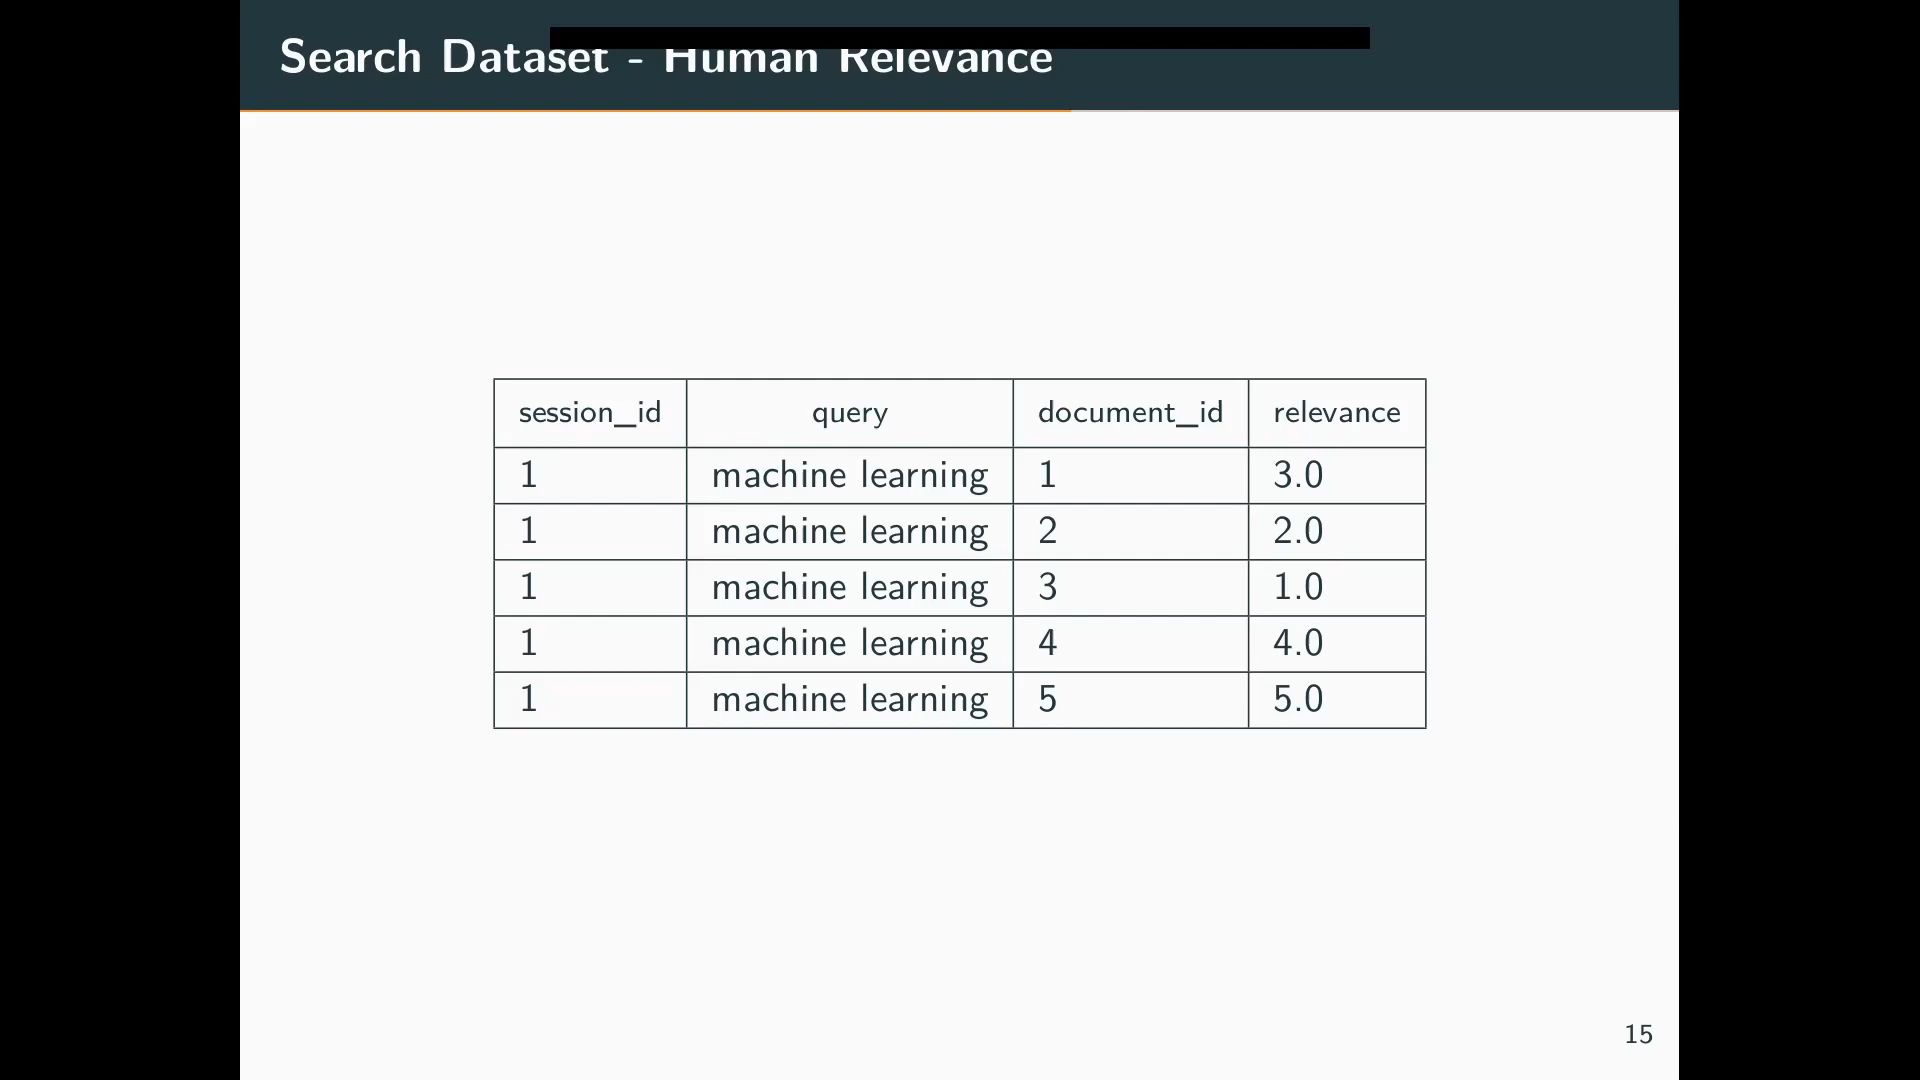 Search Dataset - Human Relevance
session_id query document_id relevance
1 machine learning 1 3.0
1 machine learning 2 2.0
1 machine learning 3 1.0
1 machine learning 4 4.0
1 machine learning 5 5.0
15